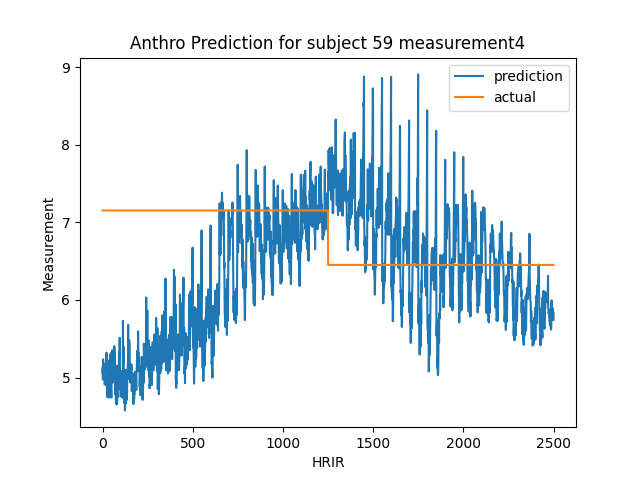 Anthro Prediction for subject 59 measurement4
prediction
actual
9
8
7
6
5
Measurement
0
500
1000
1500
2000
2500
HRIR